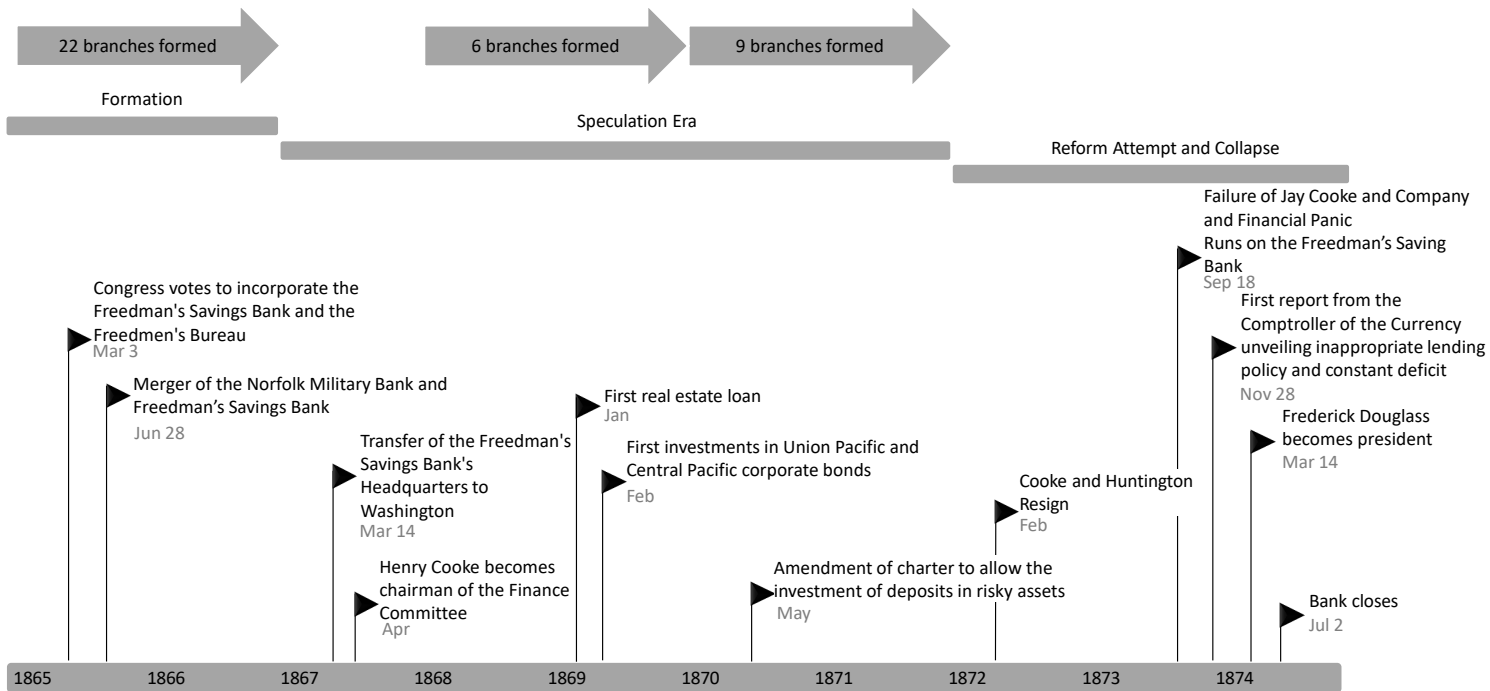 22 branches formed
6 branches formed
9 branches formed
Formation
Speculation Era
Reform Attempt and Collapse
Failure of Jay Cooke and Company
and Financial Panic
Runs on the Freedman’s Saving
Bank
Sep 18
Congress votes to incorporate the
Freedman's Savings Bank and the
Freedmen's Bureau
Mar 3
First report from the
Comptroller of the Currency
unveiling inappropriate lending
policy and constant deficit
Nov 28
Merger of the Norfolk Military Bank and
Freedman’s Savings Bank
Jun 28
First real estate loan
Jan
Frederick Douglass
becomes president
Mar 14
Transfer of the Freedman's
Savings Bank's
Headquarters to
Washington
Mar 14
First investments in Union Pacific and
Central Pacific corporate bonds
Feb
Cooke and Huntington
Resign
Feb
Henry Cooke becomes
chairman of the Finance
Committee
Apr
Amendment of charter to allow the
investment of deposits in risky assets
May
Bank closes
Jul 2
1865 1866 1867 1868 1869 1870 1871 1872 1873 1874